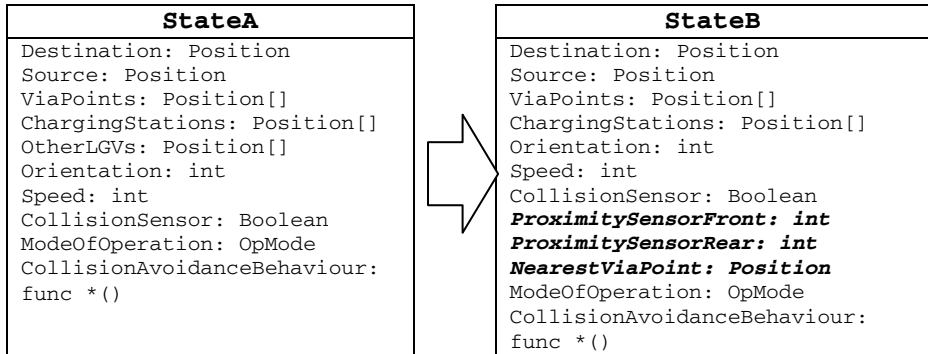 StateA
Destination: Position
Source: Position
ViaPoints: Position[]
ChargingStations: Position[]
OtherLGVs: Position[]
Orientation: int
Speed: int
CollisionSensor: Boolean
ModeOfOperation: OpMode
CollisionAvoidanceBehaviour:
func *()
StateB
Destination: Position
Source: Position
ViaPoints: Position[]
ChargingStations: Position[]
Orientation: int
Speed: int
CollisionSensor: Boolean
ProximitySensorFront: int
ProximitySensorRear: int
NearestViaPoint: Position
ModeOfOperation: OpMode
CollisionAvoidanceBehaviour:
func *()